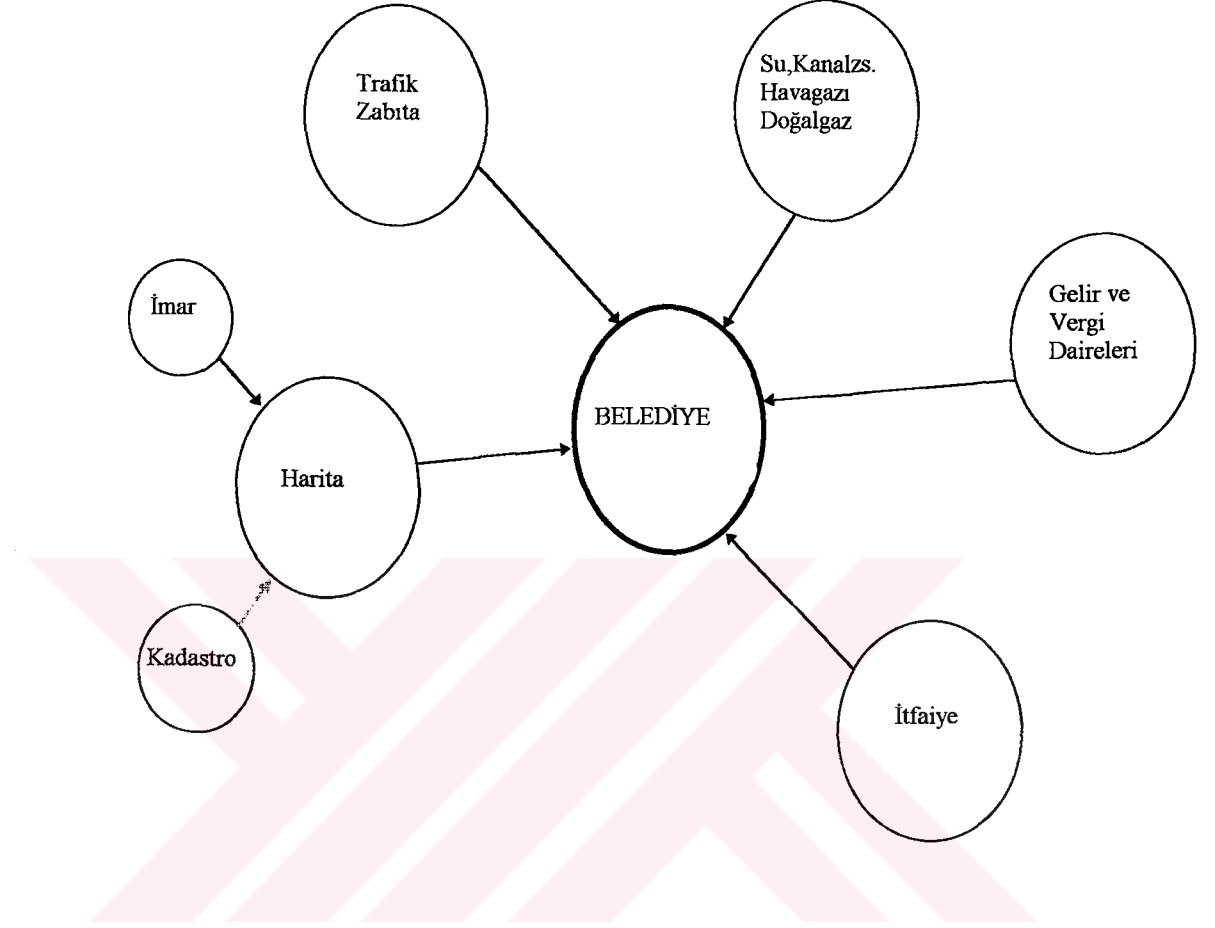 Trafik
Zabıta
Su,Kanalzs.
Havagazı
Doğalgaz
İmar
Gelir ve
Vergi
Daireleri
BELEDİYE
Harita
Kadastro
İtfaiye